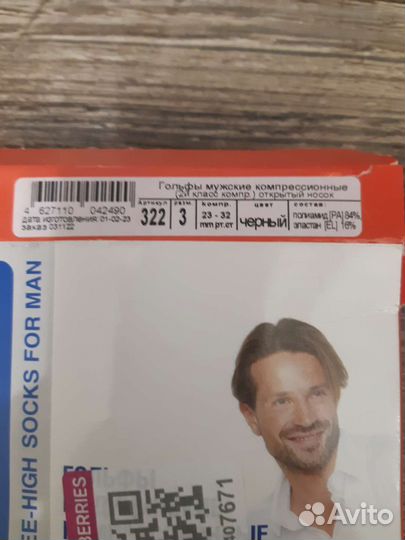 Гольфы мужские компрессионные
(2й класс компр.) открытый носок
4 627110 042490
дата изготовления: 01-02-23
заказ 031122
Артикул разм. компр. цвет состав:
322 3 23 - 32 mm рт.ст черный полиамид [PA] 84%,
эластан [EL] 16%
EE-HIGH SOCKS FOR MAN
BERRIES
407671
Avito